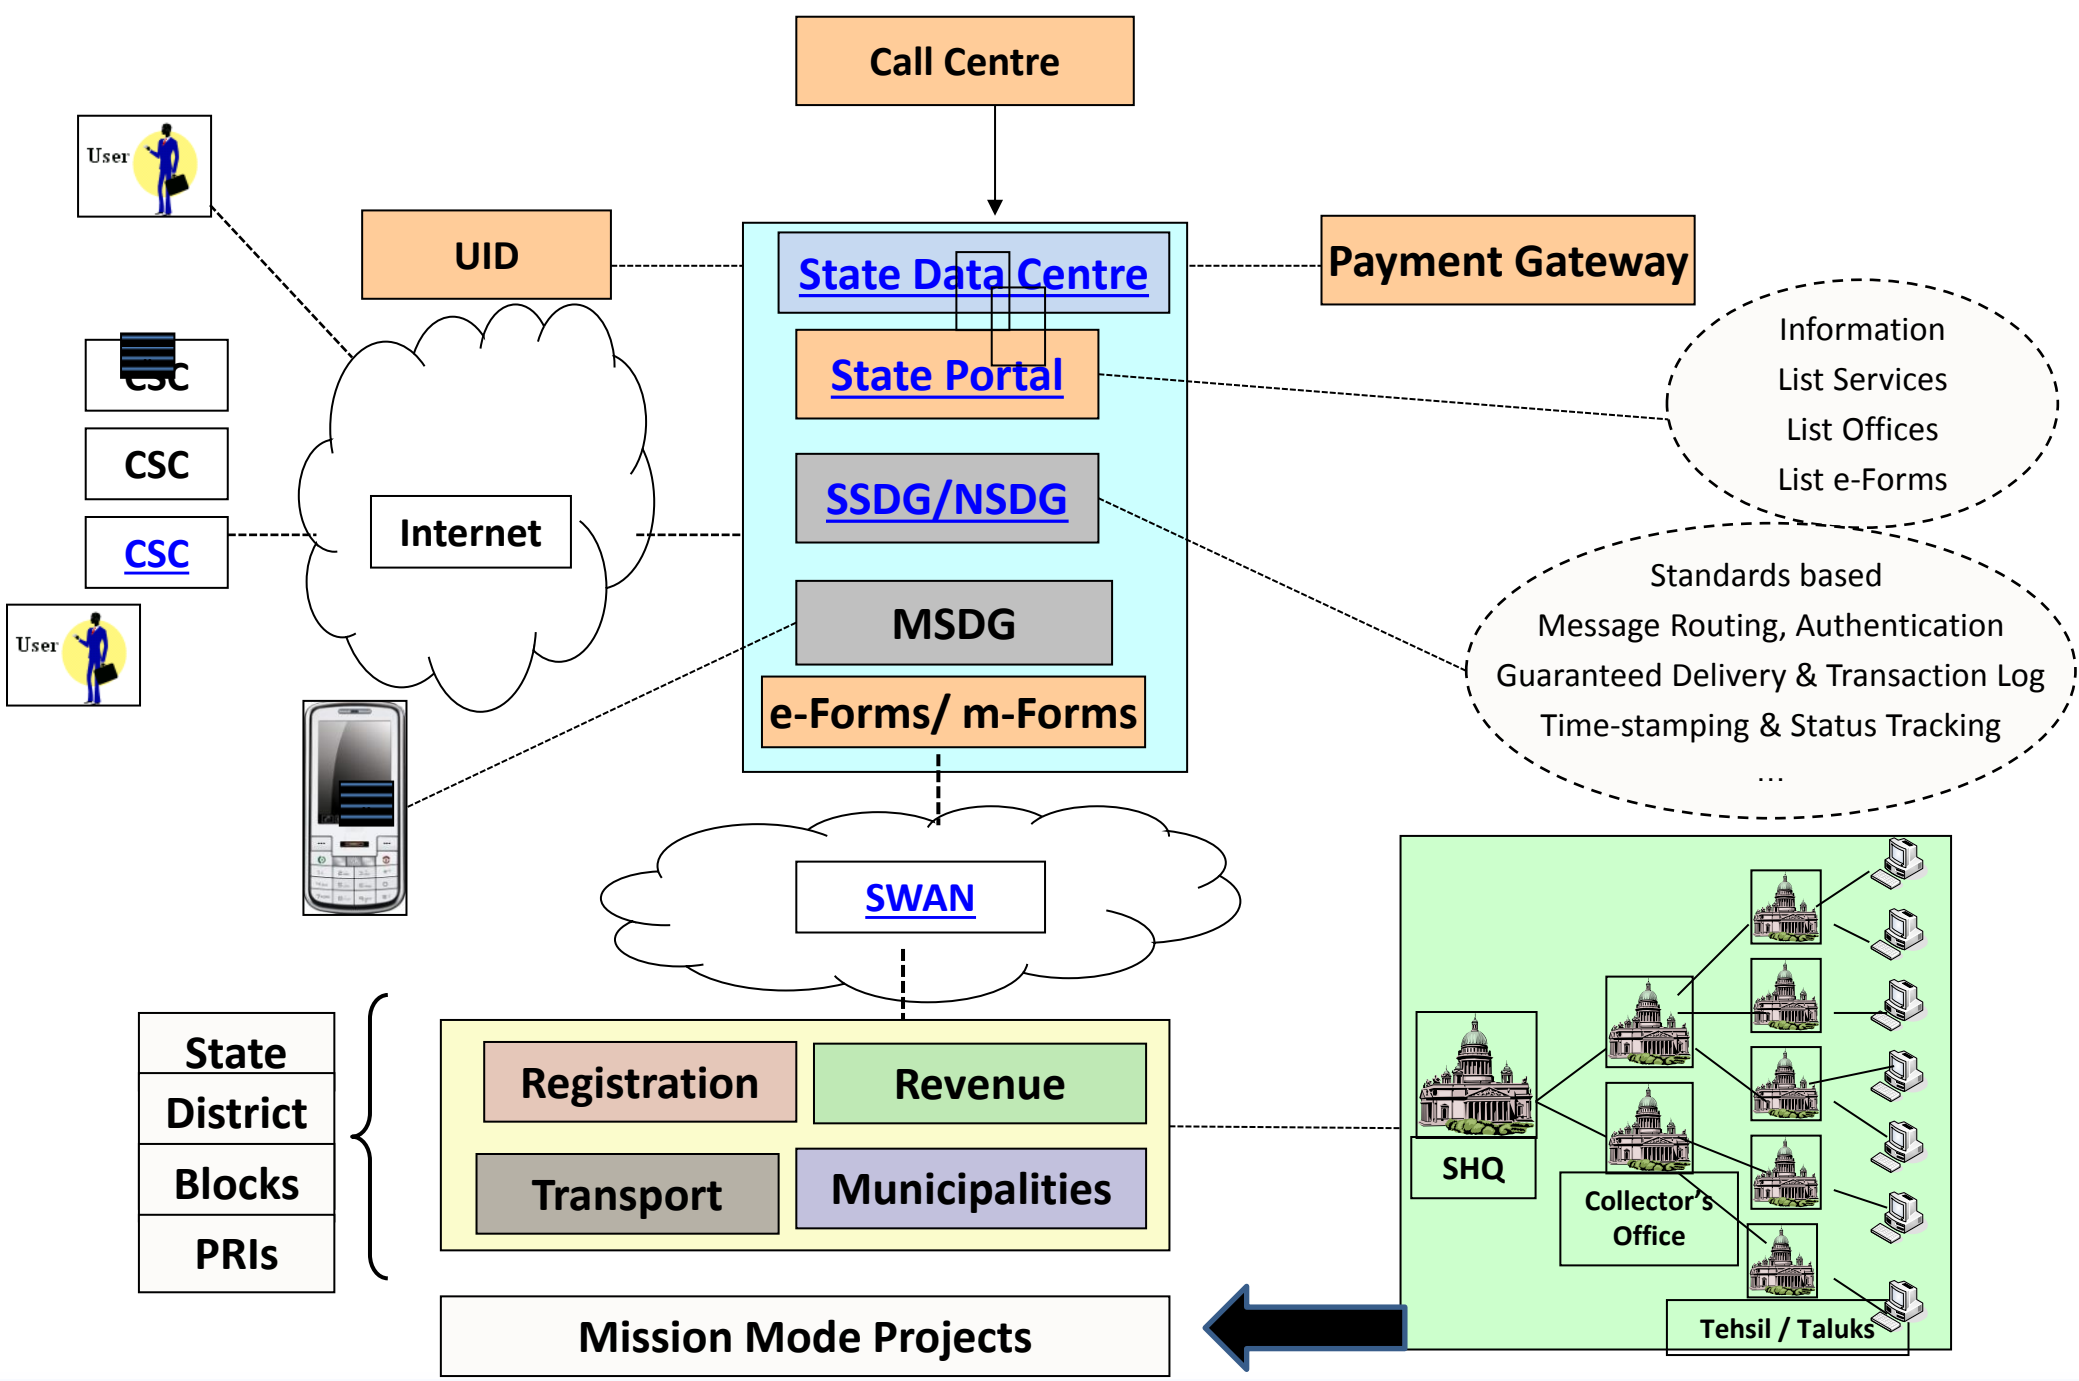 Call Centre
User
UID
State Data Centre
Payment Gateway
State Portal
Information
List Services
List Offices
List e-Forms
CSC
CSC
CSC
Internet
SSDG/NSDG
Standards based
Message Routing, Authentication
Guaranteed Delivery & Transaction Log
Time-stamping & Status Tracking
...
MSDG
User
e-Forms/ m-Forms
SWAN
State
District
Blocks
PRIs
Registration
Revenue
Transport
Municipalities
SHQ
Collector’s
Office
Tehsil / Taluks
Mission Mode Projects